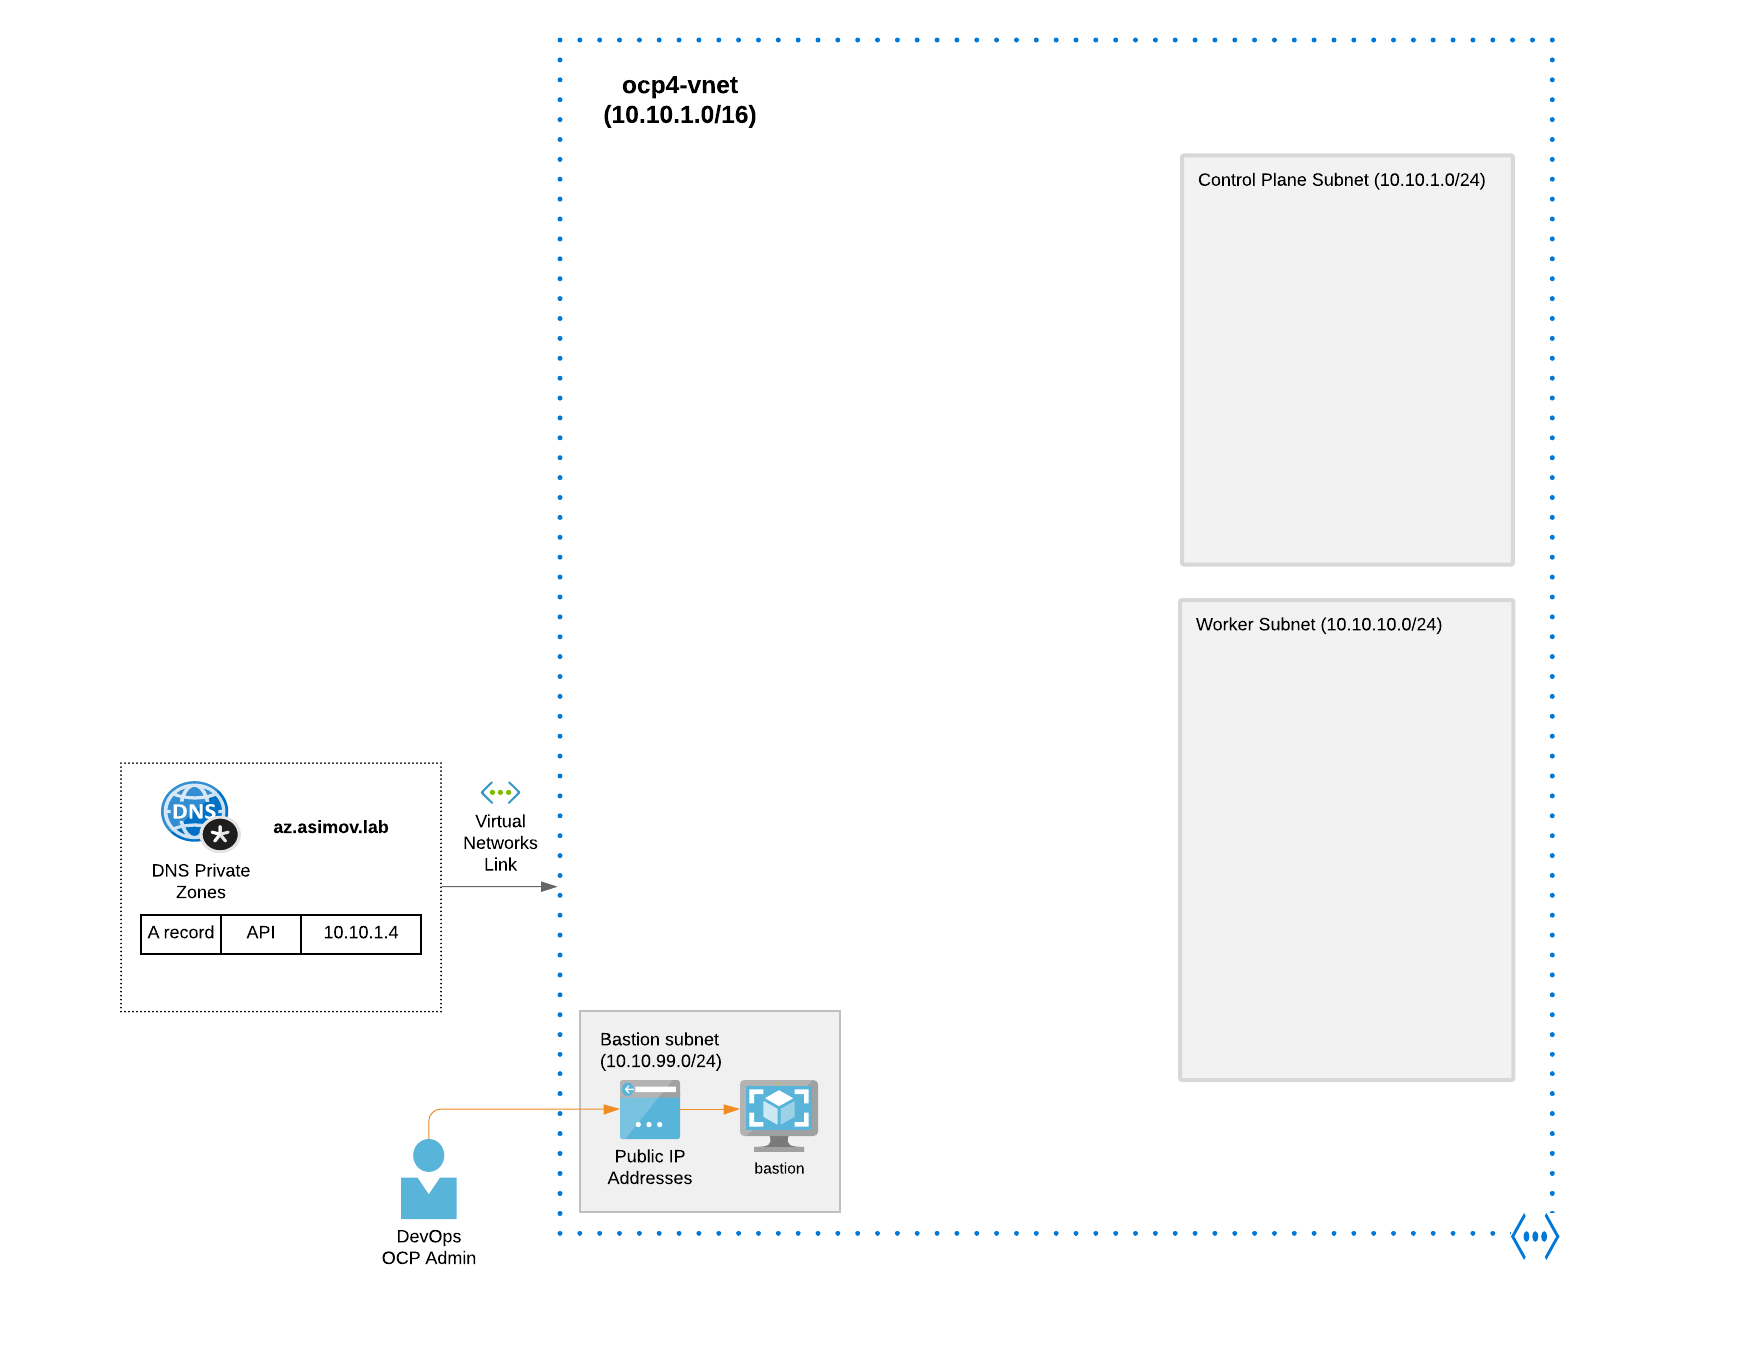 ocp4-vnet
(10.10.1.0/16)
Control Plane Subnet (10.10.1.0/24)
Worker Subnet (10.10.10.0/24)
DNS
az.asimov.lab
DNS Private
Zones
A record API 10.10.1.4
Virtual
Networks
Link
Bastion subnet
(10.10.99.0/24)
Public IP
Addresses
bastion
DevOps
OCP Admin